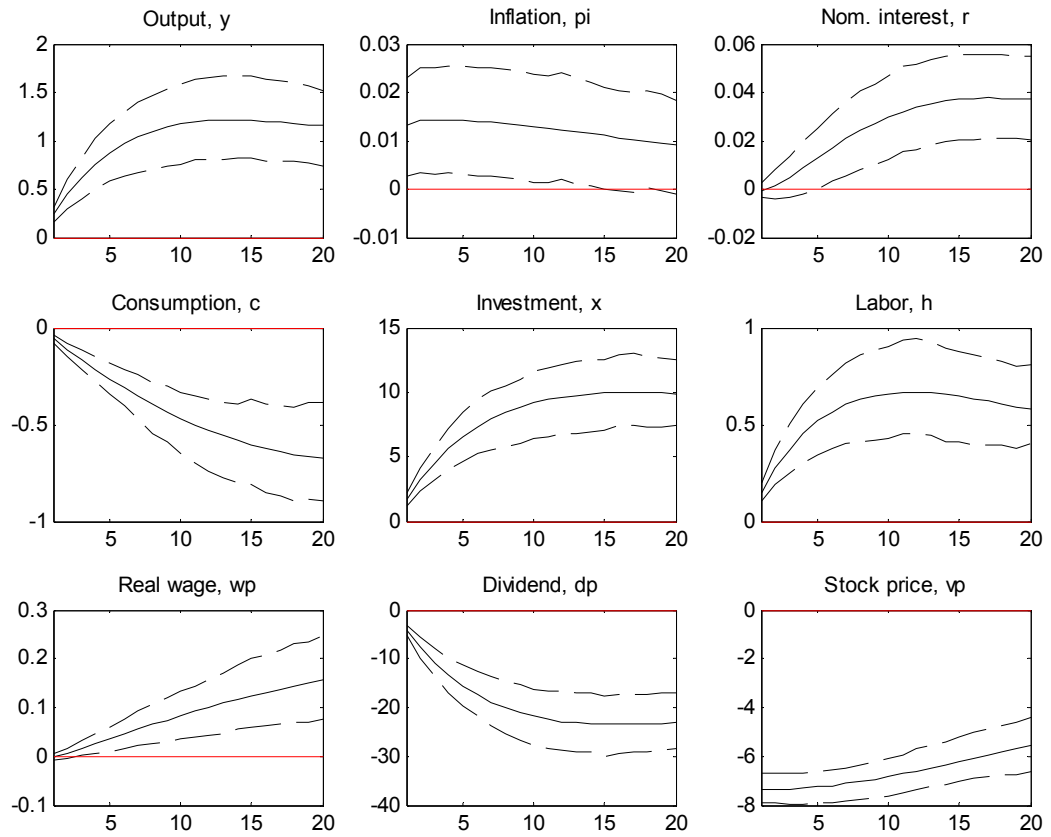 Output, y
Inflation, pi
Nom. interest, r
2
1.5
1
0.5
0
5 10 15 20
0.03
0.02
0.01
0
-0.01
5 10 15 20
0.06
0.04
0.02
0
-0.02
5 10 15 20
Consumption, c
Investment, x
Labor, h
0
-0.5
-1
5 10 15 20
15
10
5
0
5 10 15 20
1
0.5
0
5 10 15 20
Real wage, wp
Dividend, dp
Stock price, vp
0.3
0.2
0.1
0
-0.1
5 10 15 20
0
-10
-20
-30
-40
5 10 15 20
0
-2
-4
-6
-8
5 10 15 20